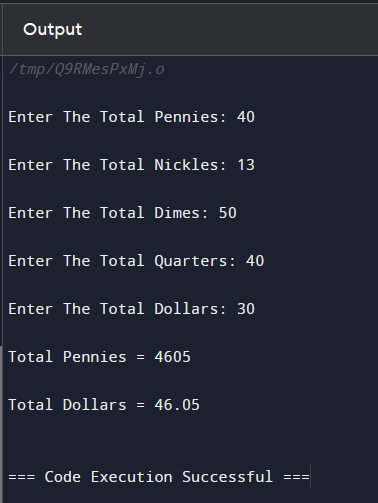 Output
/tmp/Q9RMesPxMj.o
Enter The Total Pennies: 40
Enter The Total Nickles: 13
Enter The Total Dimes: 50
Enter The Total Quarters: 40
Enter The Total Dollars: 30
Total Pennies = 4605
Total Dollars = 46.05
=== Code Execution Successful ===